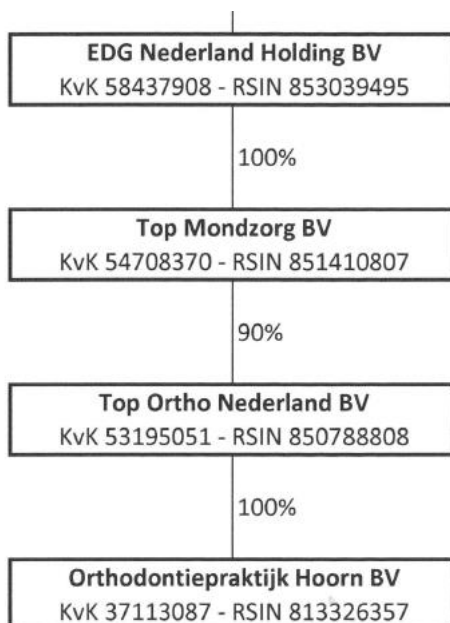 EDG Nederland Holding BV
KvK 58437908 - RSIN 853039495
100%
Top Mondzorg BV
KvK 54708370 - RSIN 851410807
90%
Top Ortho Nederland BV
KvK 53195051 - RSIN 850788808
100%
Orthodontiepraktijk Hoorn BV
KvK 37113087 - RSIN 813326357